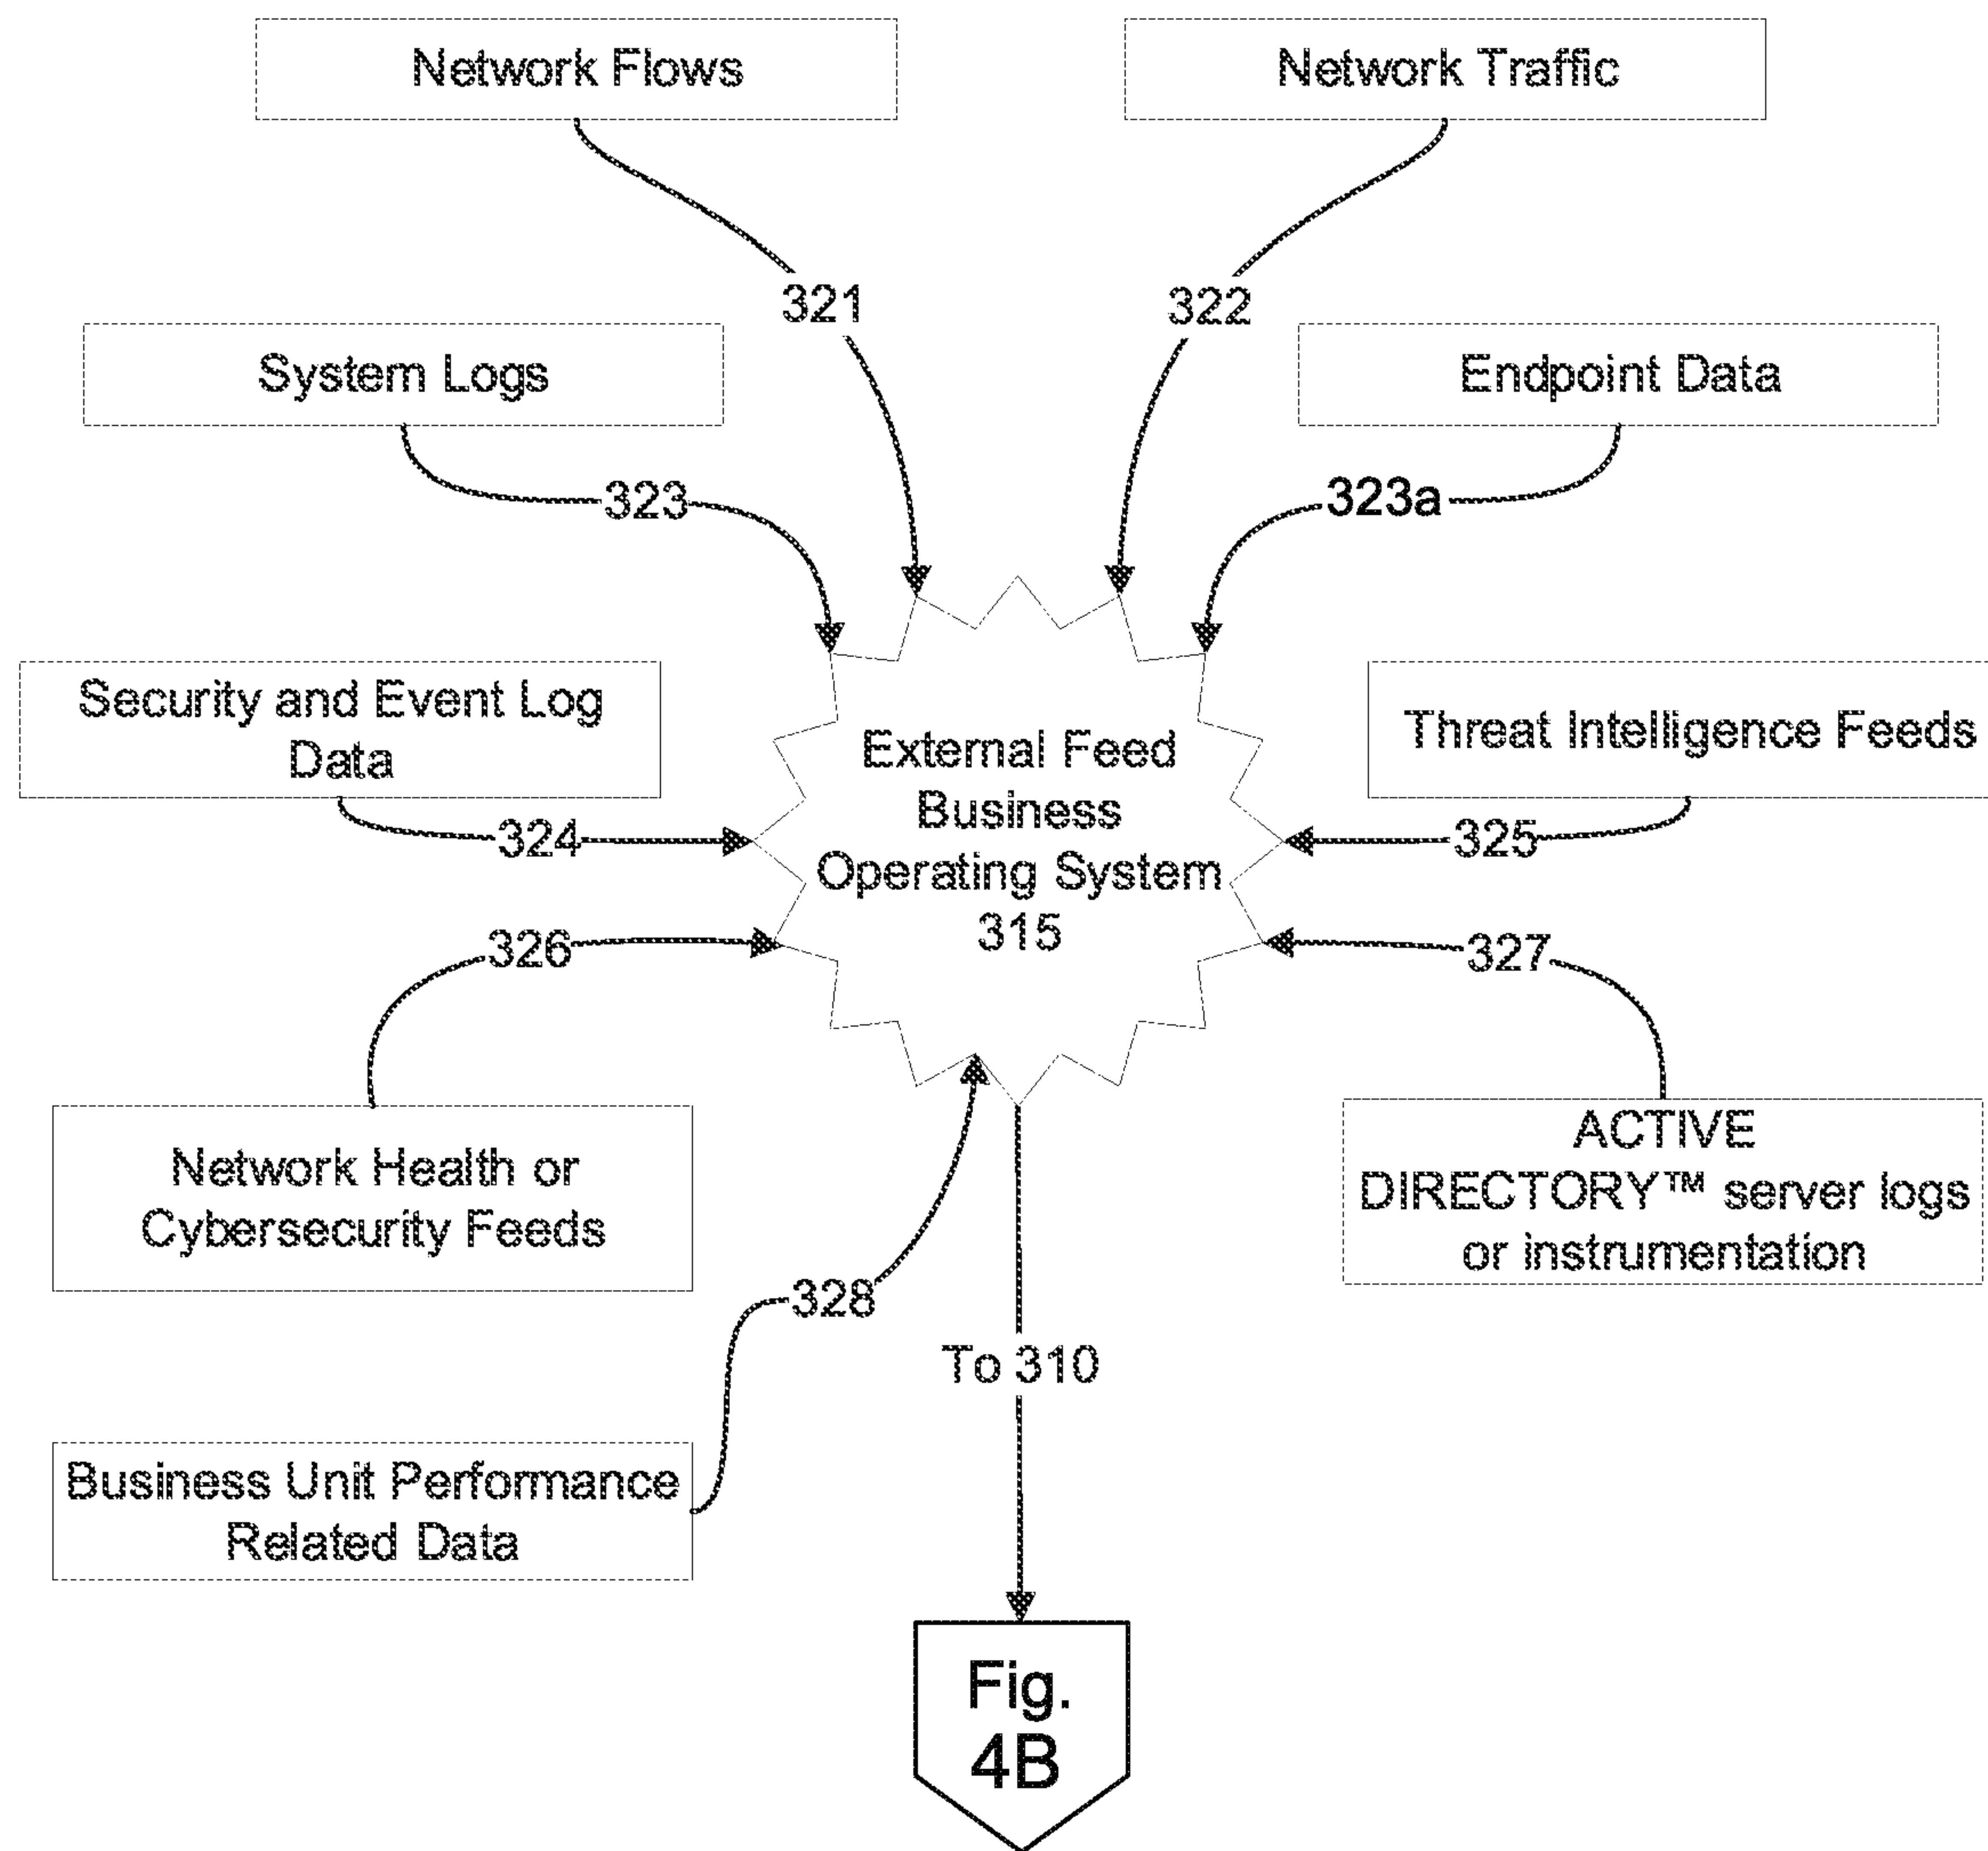 Network Flows
Network Traffic
321
322
System Logs
Endpoint Data
323
323a
Security and Event Log
Data
Threat Intelligence Feeds
External Feed
Business
Operating System
315
324
325
326
327
Network Health or
Cybersecurity Feeds
ACTIVE
DIRECTORY™ server logs
or instrumentation
328
To 310
Business Unit Performance
Related Data
Fig.
4B